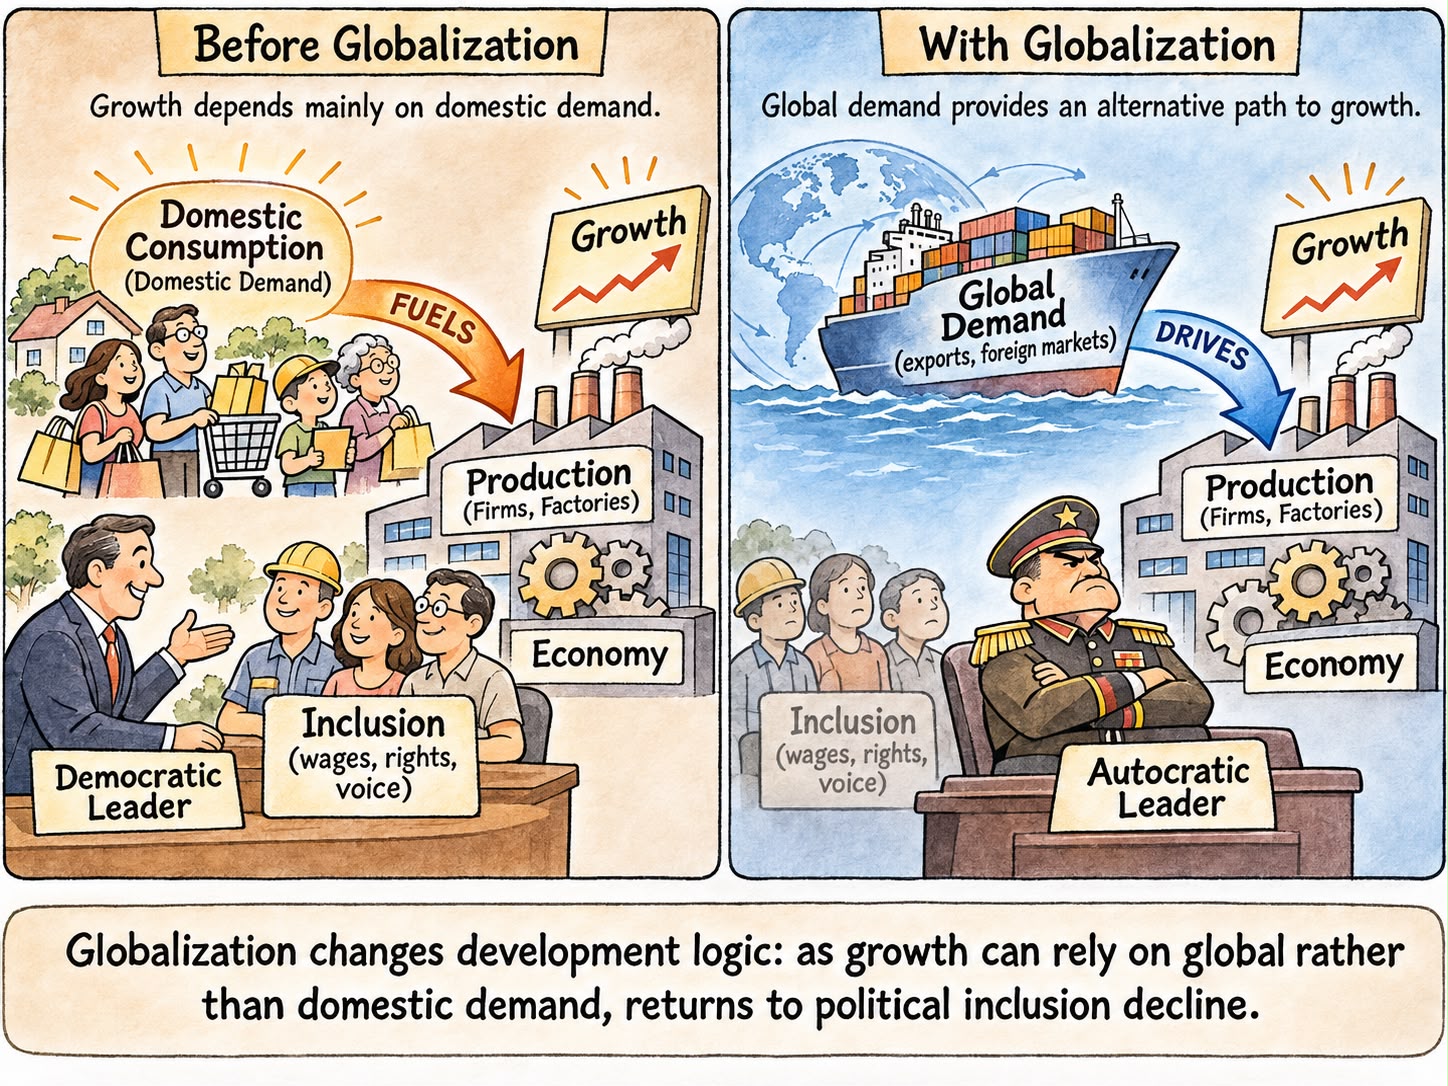 Before Globalization
Growth depends mainly on domestic demand.
Domestic
Consumption
(Domestic Demand)
FUELS
Growth
Production
(Firms, Factories)
Economy
Inclusion
(wages, rights,
voice)
Democratic
Leader
With Globalization
Global demand provides an alternative path to growth.
Global
Demand
(exports, foreign markets)
DRIVES
Growth
Production
(Firms, Factories)
Economy
Inclusion
(wages, rights,
voice)
Autocratic
Leader
Globalization changes development logic: as growth can rely on global rather
than domestic demand, returns to political inclusion decline.